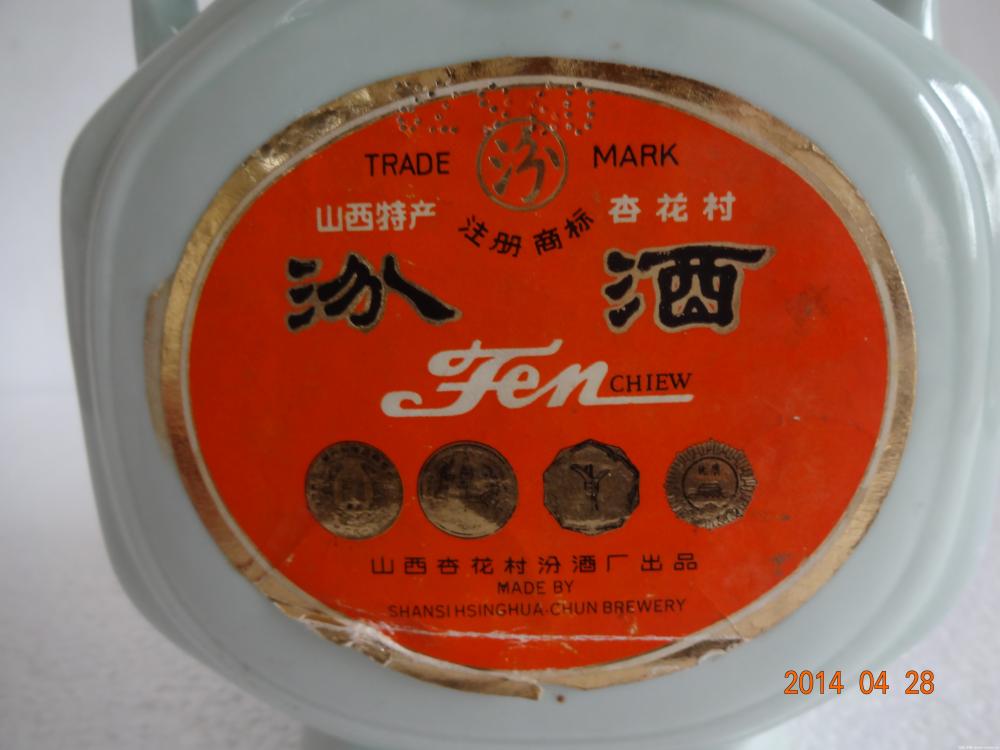 TRADE 汾 MARK
山西特产 注册商标 杏花村
汾酒
Fen CHIEW
山西杏花村汾酒厂出品
MADE BY
SHANSI HSINGHUA-CHUN BREWERY
2014 04 28